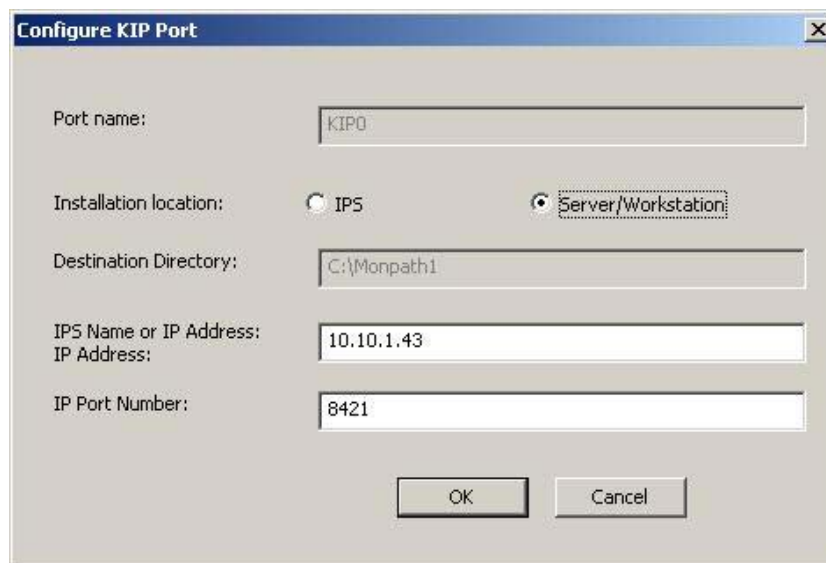 Configure KIP Port
Port name: KIP0
Installation location: IPS Server/Workstation
Destination Directory: C:\Monpath1
IPS Name or IP Address: 10.10.1.43
IP Address:
IP Port Number: 8421
OK Cancel